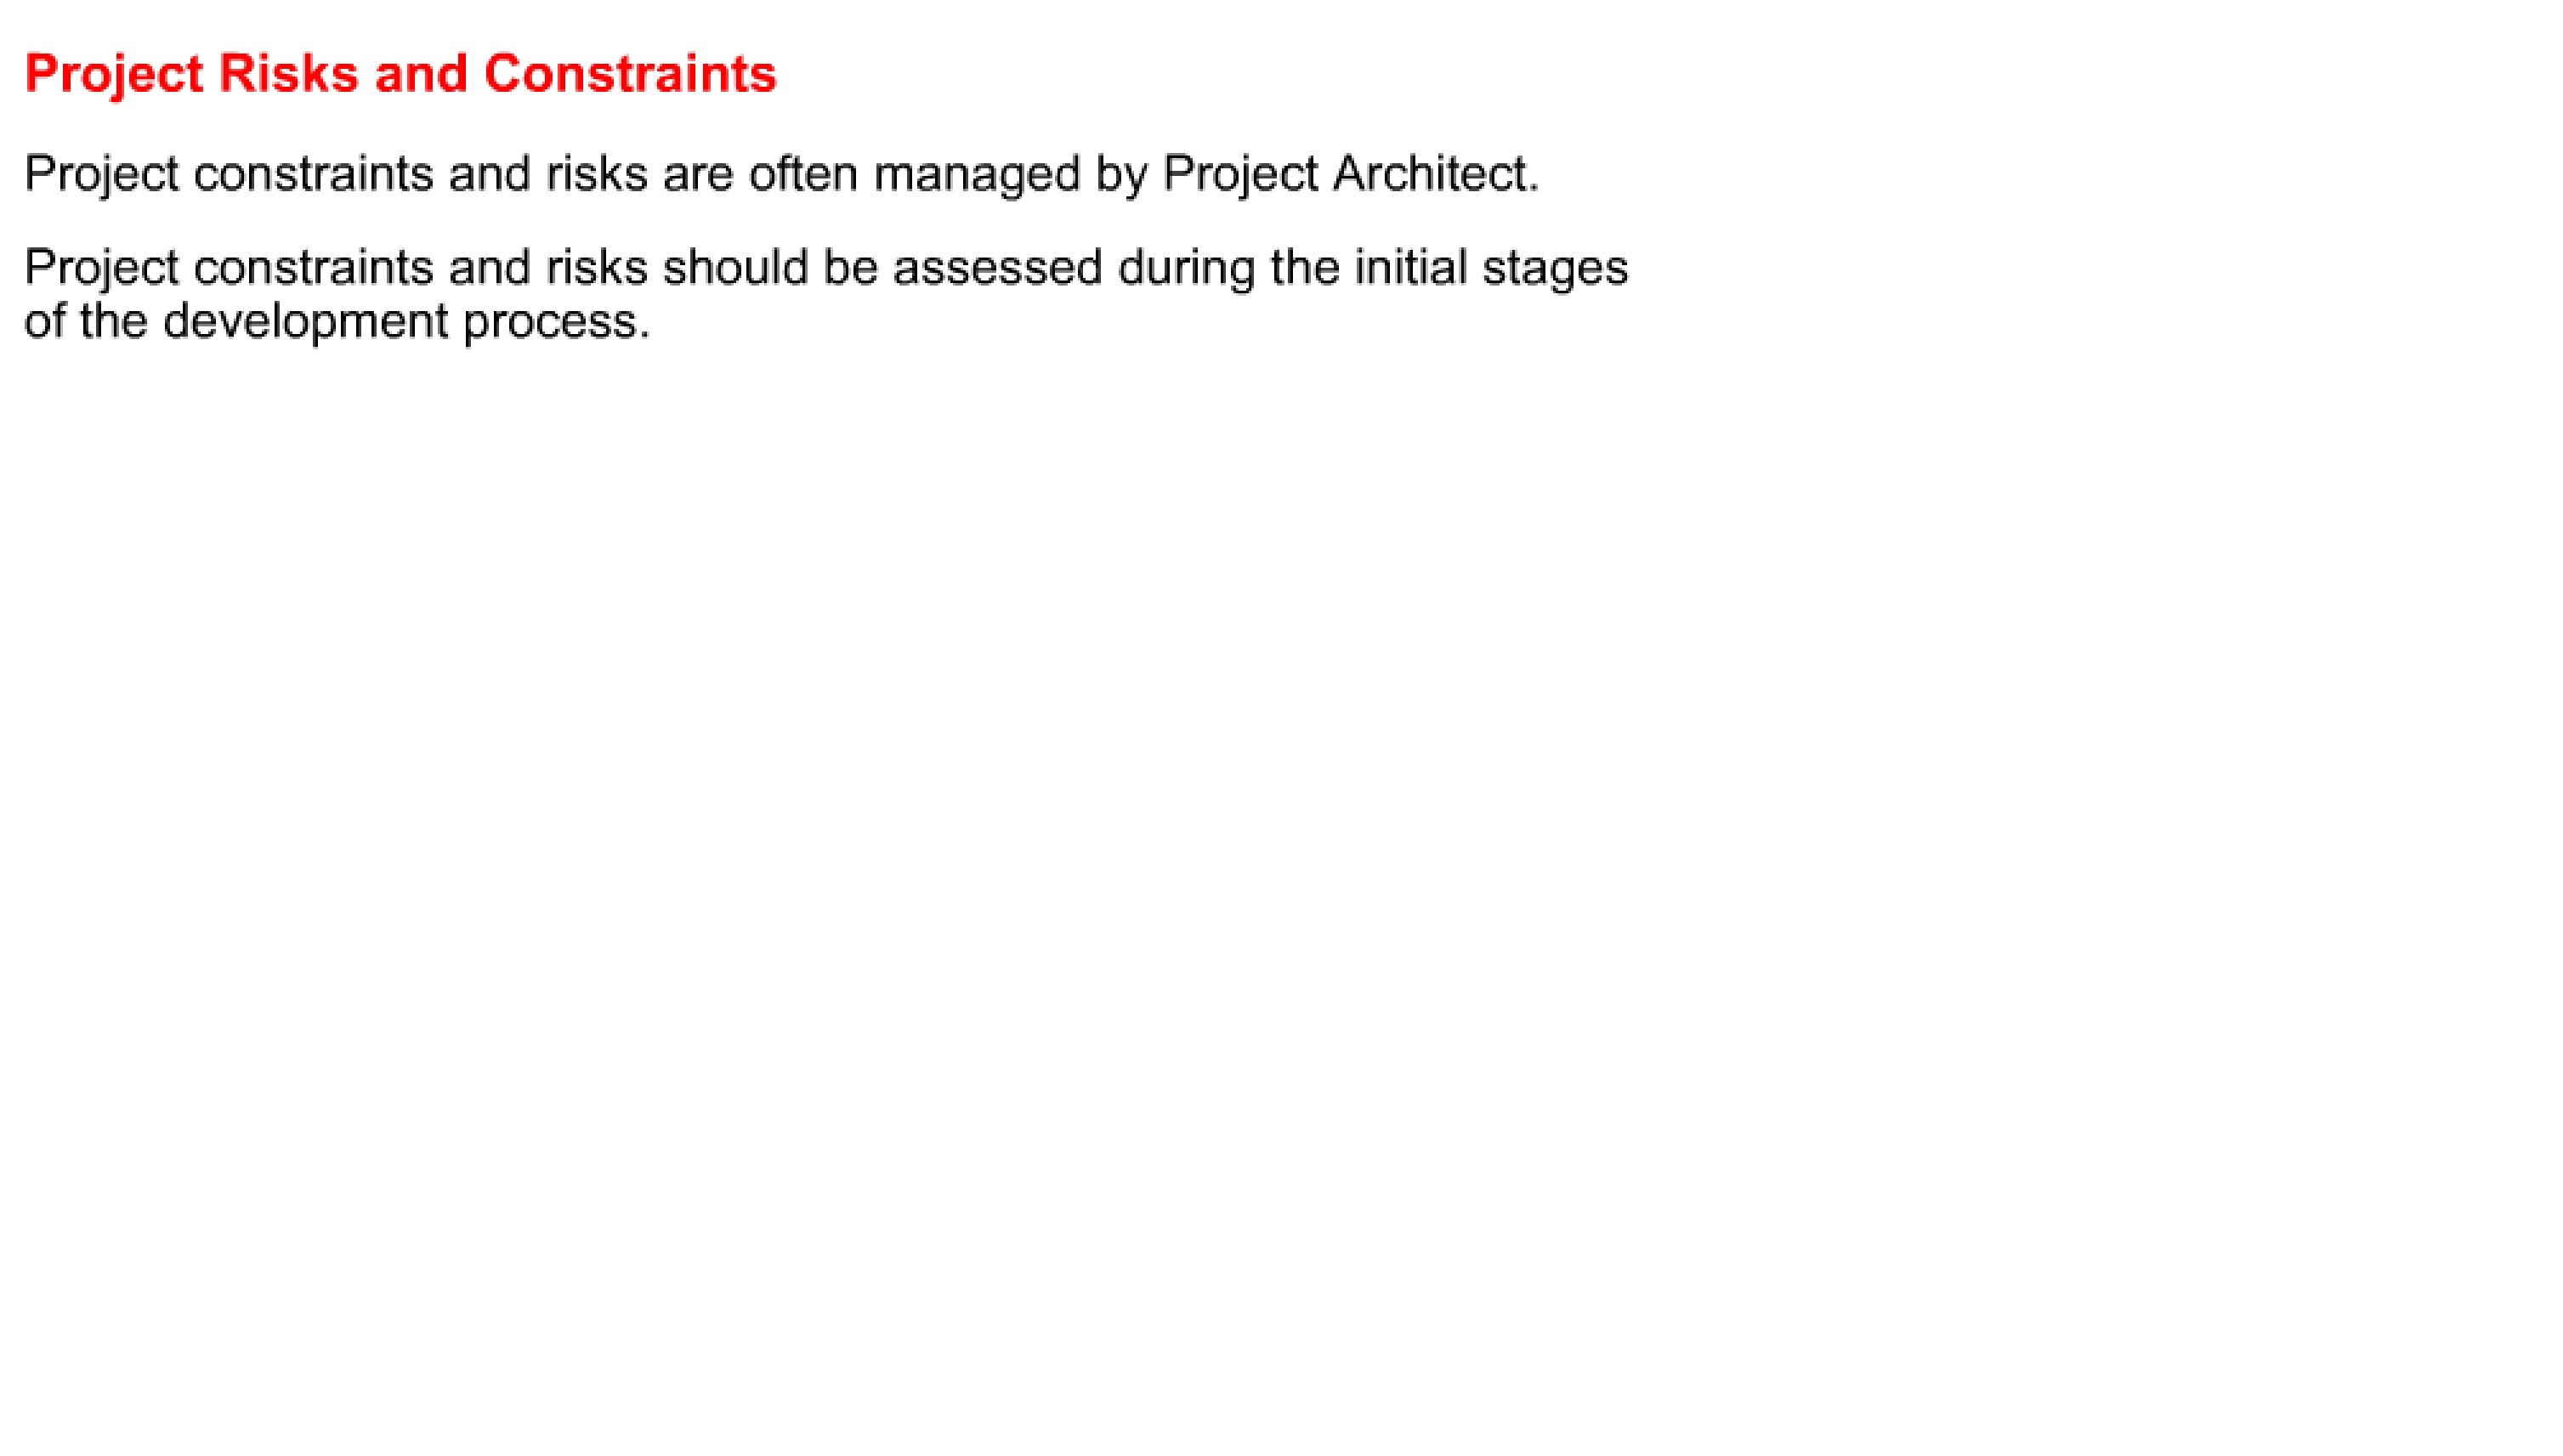 Project Risks and Constraints
Project constraints and risks are often managed by Project Architect.
Project constraints and risks should be assessed during the initial stages
of the development process.